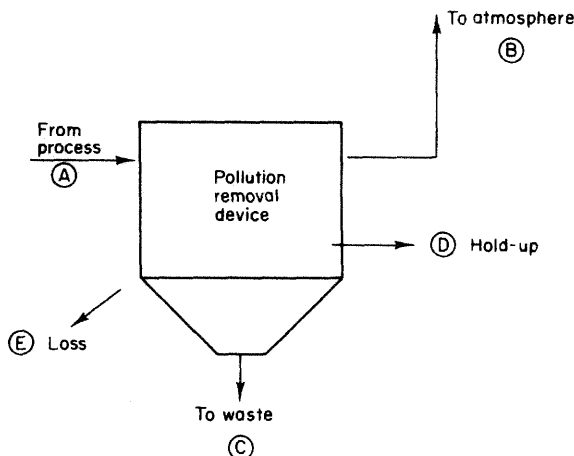 To atmosphere
B
From
process
A
Pollution
removal
device
D Hold-up
E Loss
To waste
C